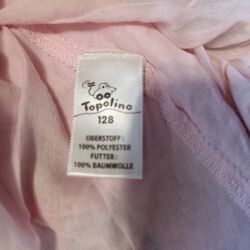 Topolino
128
OBERSTOFF:
100% POLYESTER
FUTTER:
100% BAUMWOLLE